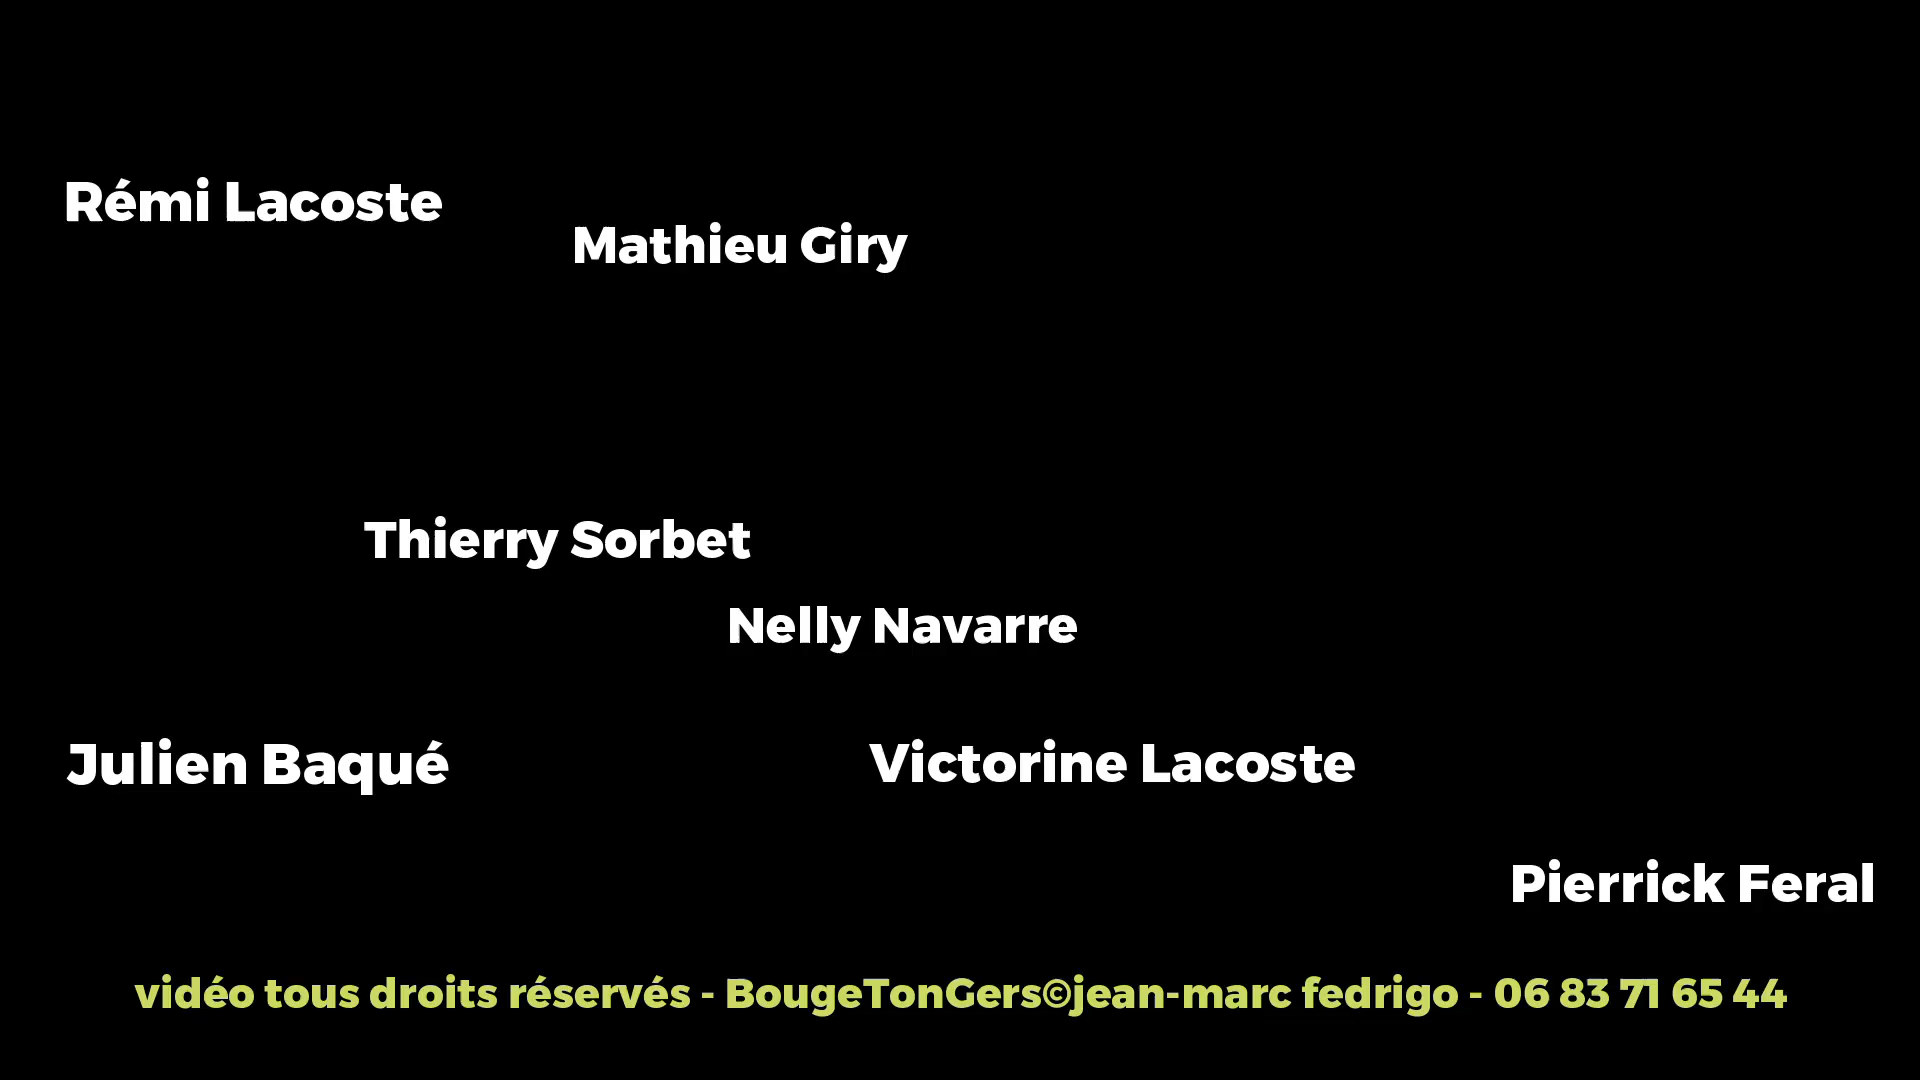 Rémi Lacoste
Mathieu Giry
Thierry Sorbet
Nelly Navarre
Julien Baqué
Victorine Lacoste
Pierrick Feral
vidéo tous droits réservés - BougeTonGers©jean-marc fedrigo - 06 83 71 65 44